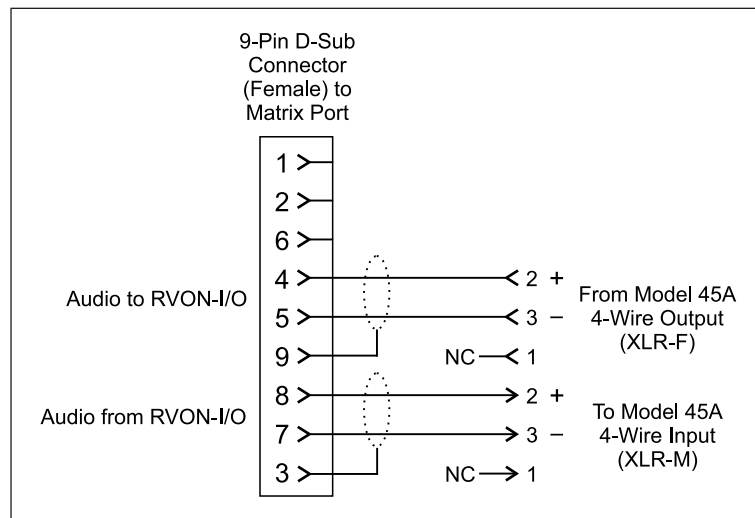 9-Pin D-Sub
Connector
(Female) to
Matrix Port
1
2
6
4
5
9
8
7
3
Audio to RVON-I/O
Audio from RVON-I/O
2 +
3 –
NC 1
From Model 45A
4-Wire Output
(XLR-F)
2 +
3 –
NC 1
To Model 45A
4-Wire Input
(XLR-M)